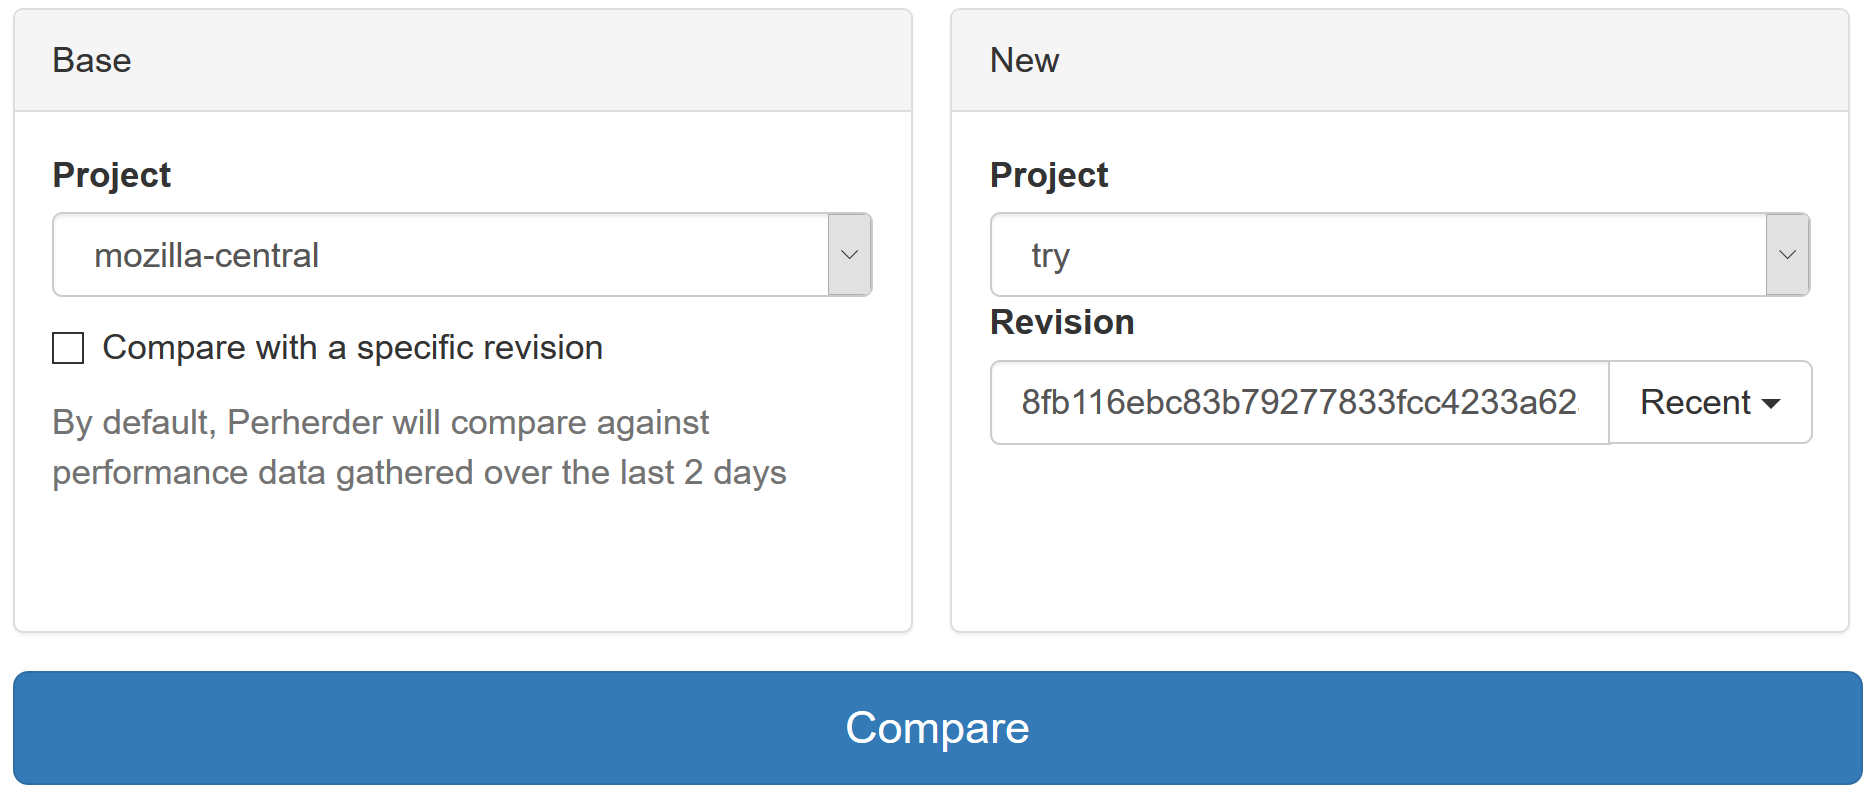 Base
Project
mozilla-central
Compare with a specific revision
By default, Perherder will compare against
performance data gathered over the last 2 days
New
Project
try
Revision
8fb116ebc83b79277833fcc4233a62
Recent
Compare